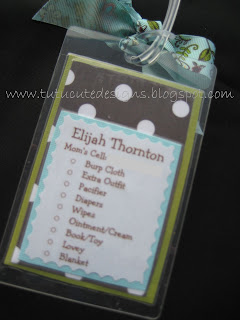 www.tutucutedesigns.blogspot.com
Elijah Thornton
Mom's Cell:
Burp Cloth
Extra Outfit
Pacifier
Diapers
Wipes
Ointment/Cream
Book/Toy
Lovey
Blanket